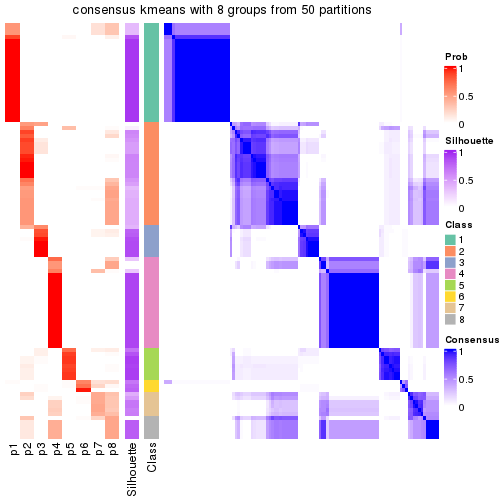 consensus kmeans with 8 groups from 50 partitions
Prob
1
0.5
0
Silhouette
1
0.5
0
Class
1
2
3
4
5
6
7
8
Consensus
1
0.5
0
p1
p2
p3
p4
p5
p6
p7
p8
Silhouette
Class